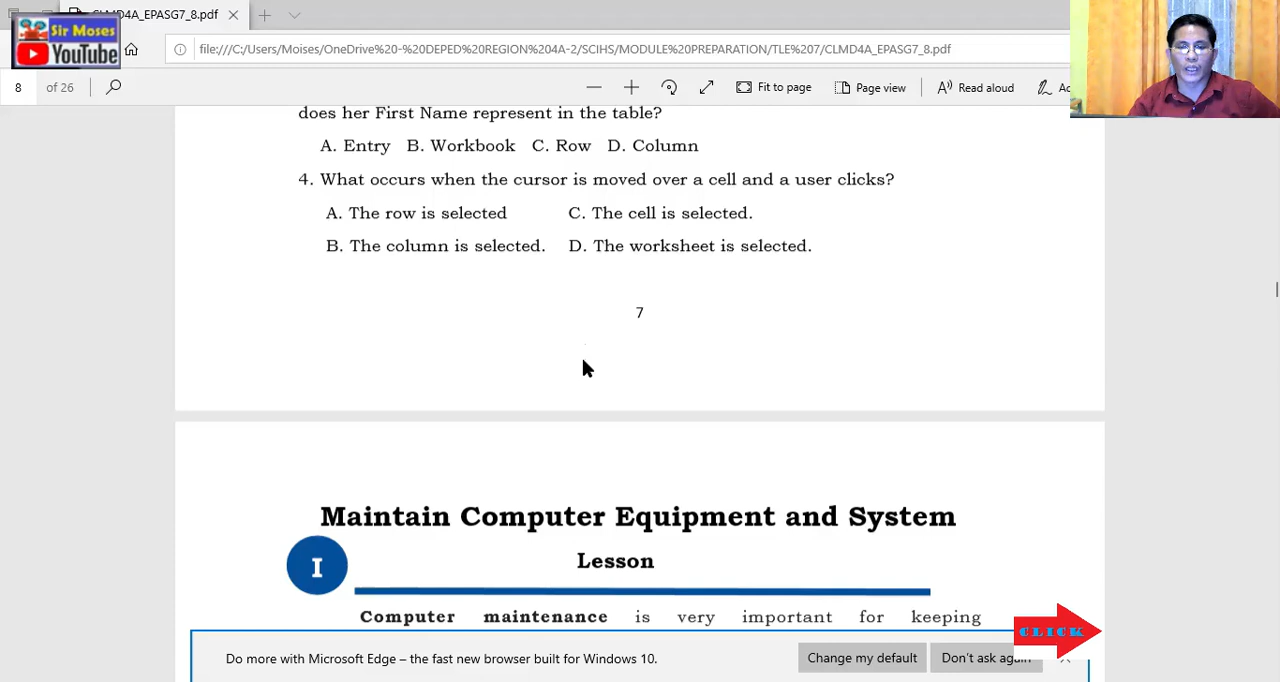 CLMD4A_EPASG7_8.pdf
Sir Moses
YouTube
file:///C:/Users/Moises/OneDrive%20-%20DEPED%20REGION%204A-2/SCIHS/MODULE%20PREPARATION/TLE%207/CLMD4A_EPASG7_8.pdf
8 of 26
Fit to page Page view Read aloud
does her First Name represent in the table?
A. Entry B. Workbook C. Row D. Column
4. What occurs when the cursor is moved over a cell and a user clicks?
A. The row is selected C. The cell is selected.
B. The column is selected. D. The worksheet is selected.
7
Maintain Computer Equipment and System
I
Lesson
Computer maintenance is very important for keeping
CLICK
Do more with Microsoft Edge – the fast new browser built for Windows 10. Change my default Don't ask again